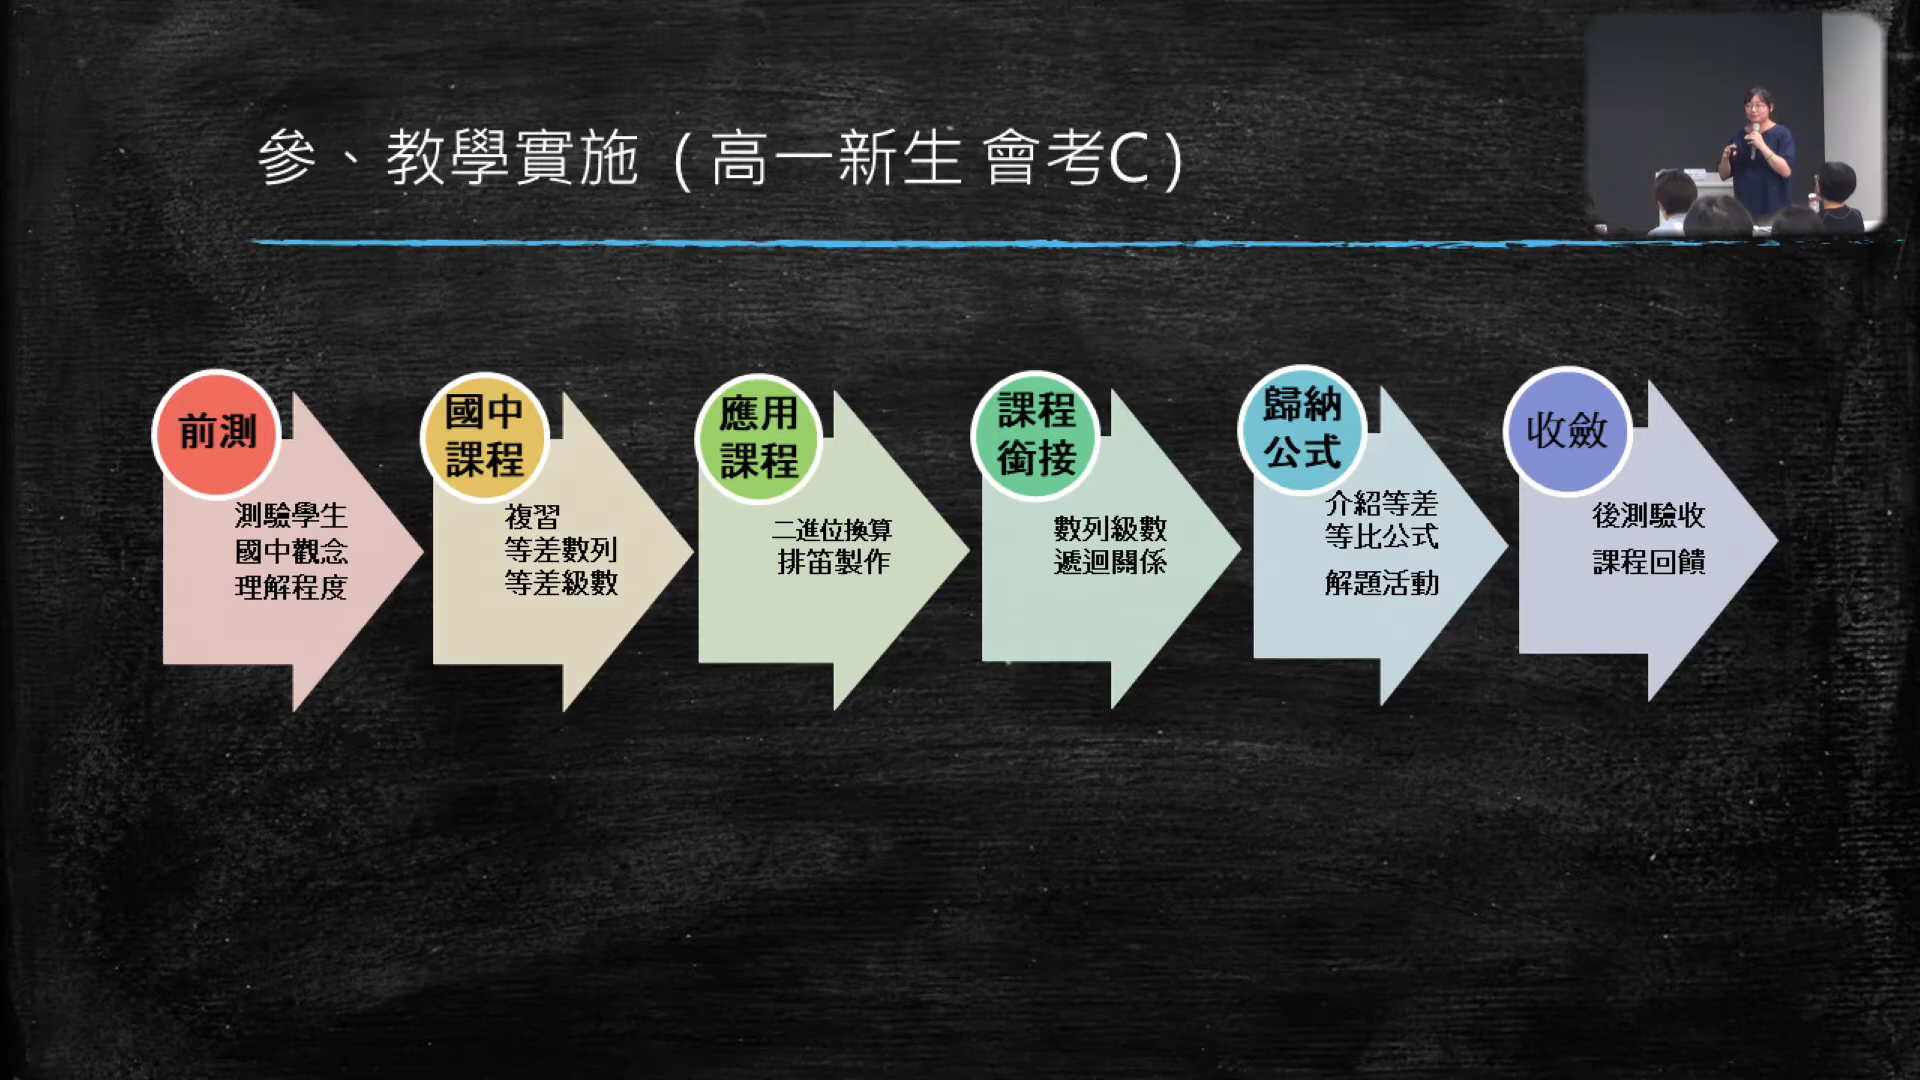 參、教學實施（高一新生 會考C）
前測
測驗學生
國中觀念
理解程度
國中
課程
複習
等差數列
等差級數
應用
課程
二進位換算
排笛製作
課程
銜接
數列級數
遞迴關係
歸納
公式
介紹等差
等比公式
解題活動
收斂
後測驗收
課程回饋